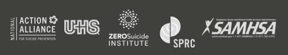 NATIONAL
ACTION
ALLIANCE
FOR SUICIDE PREVENTION
UHS
ZEROSuicide
INSTITUTE
SPRC
SAMHSA